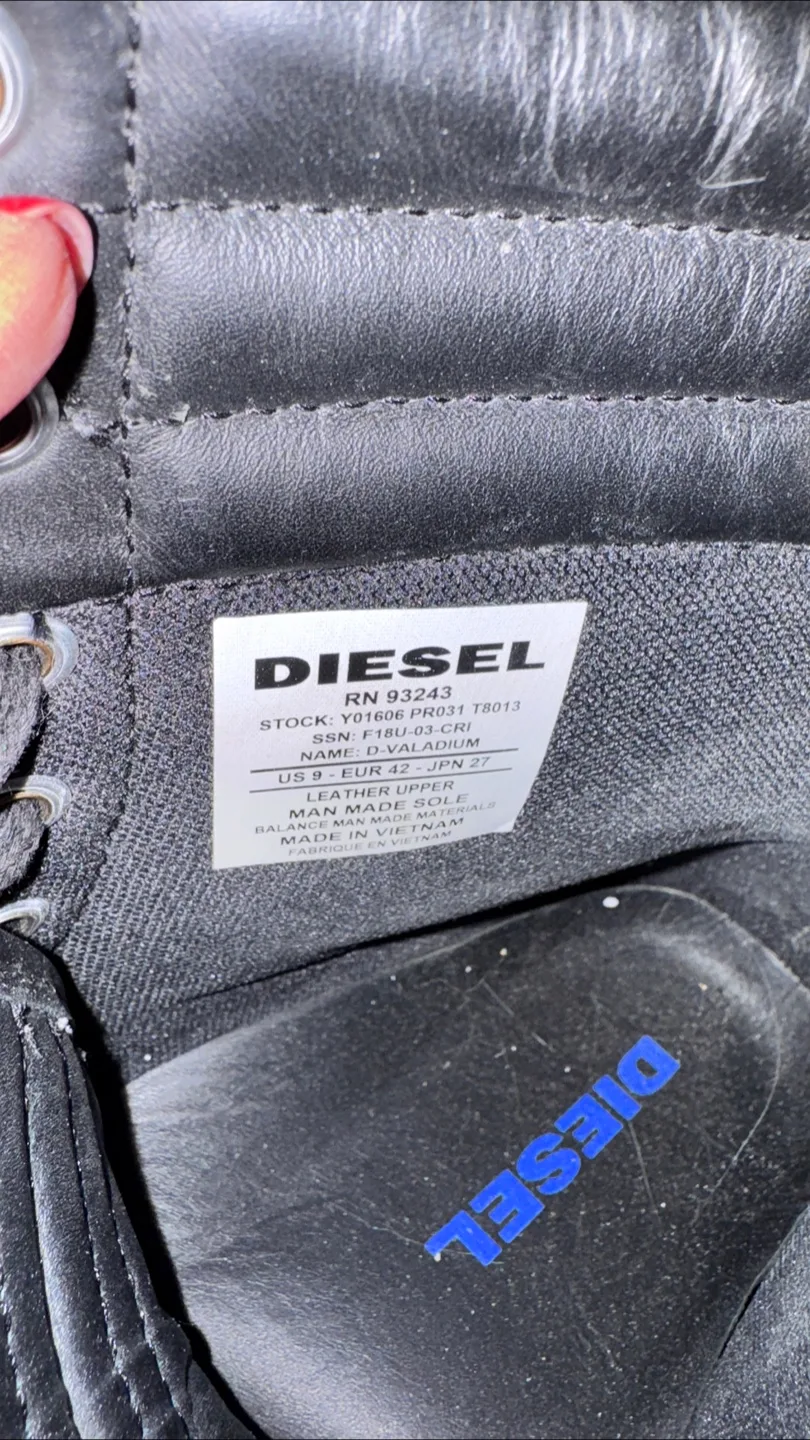 DIESEL
RN 93243
STOCK: Y01606 PR031 T8013
SSN: F18U-03-CRI
NAME: D-VALADIUM
US 9 - EUR 42 - JPN 27
LEATHER UPPER
MAN MADE SOLE
BALANCE MAN MADE MATERIALS
MADE IN VIETNAM
FABRIQUE EN VIETNAM
DIESEL